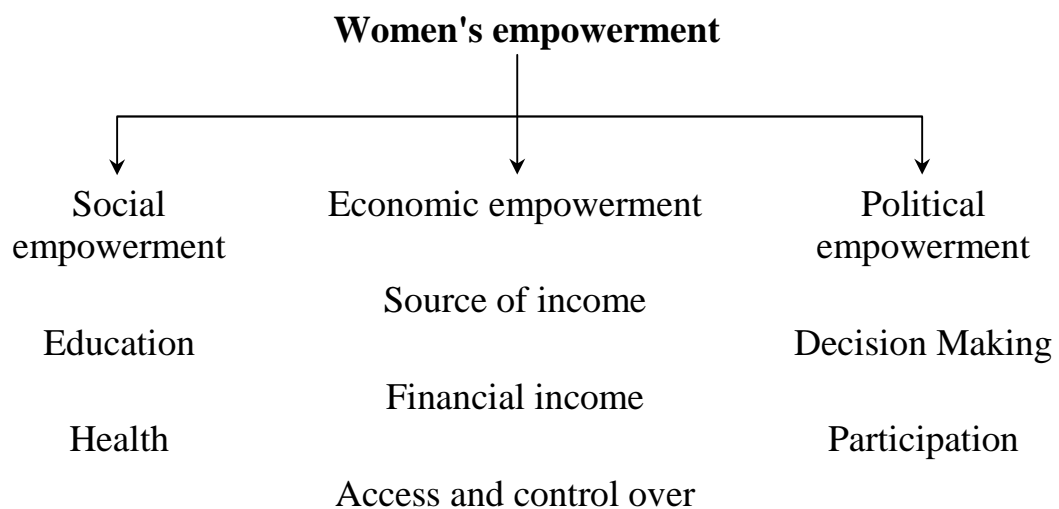 Women's empowerment
Social
empowerment
Education
Health
Economic empowerment
Source of income
Financial income
Access and control over
Political
empowerment
Decision Making
Participation